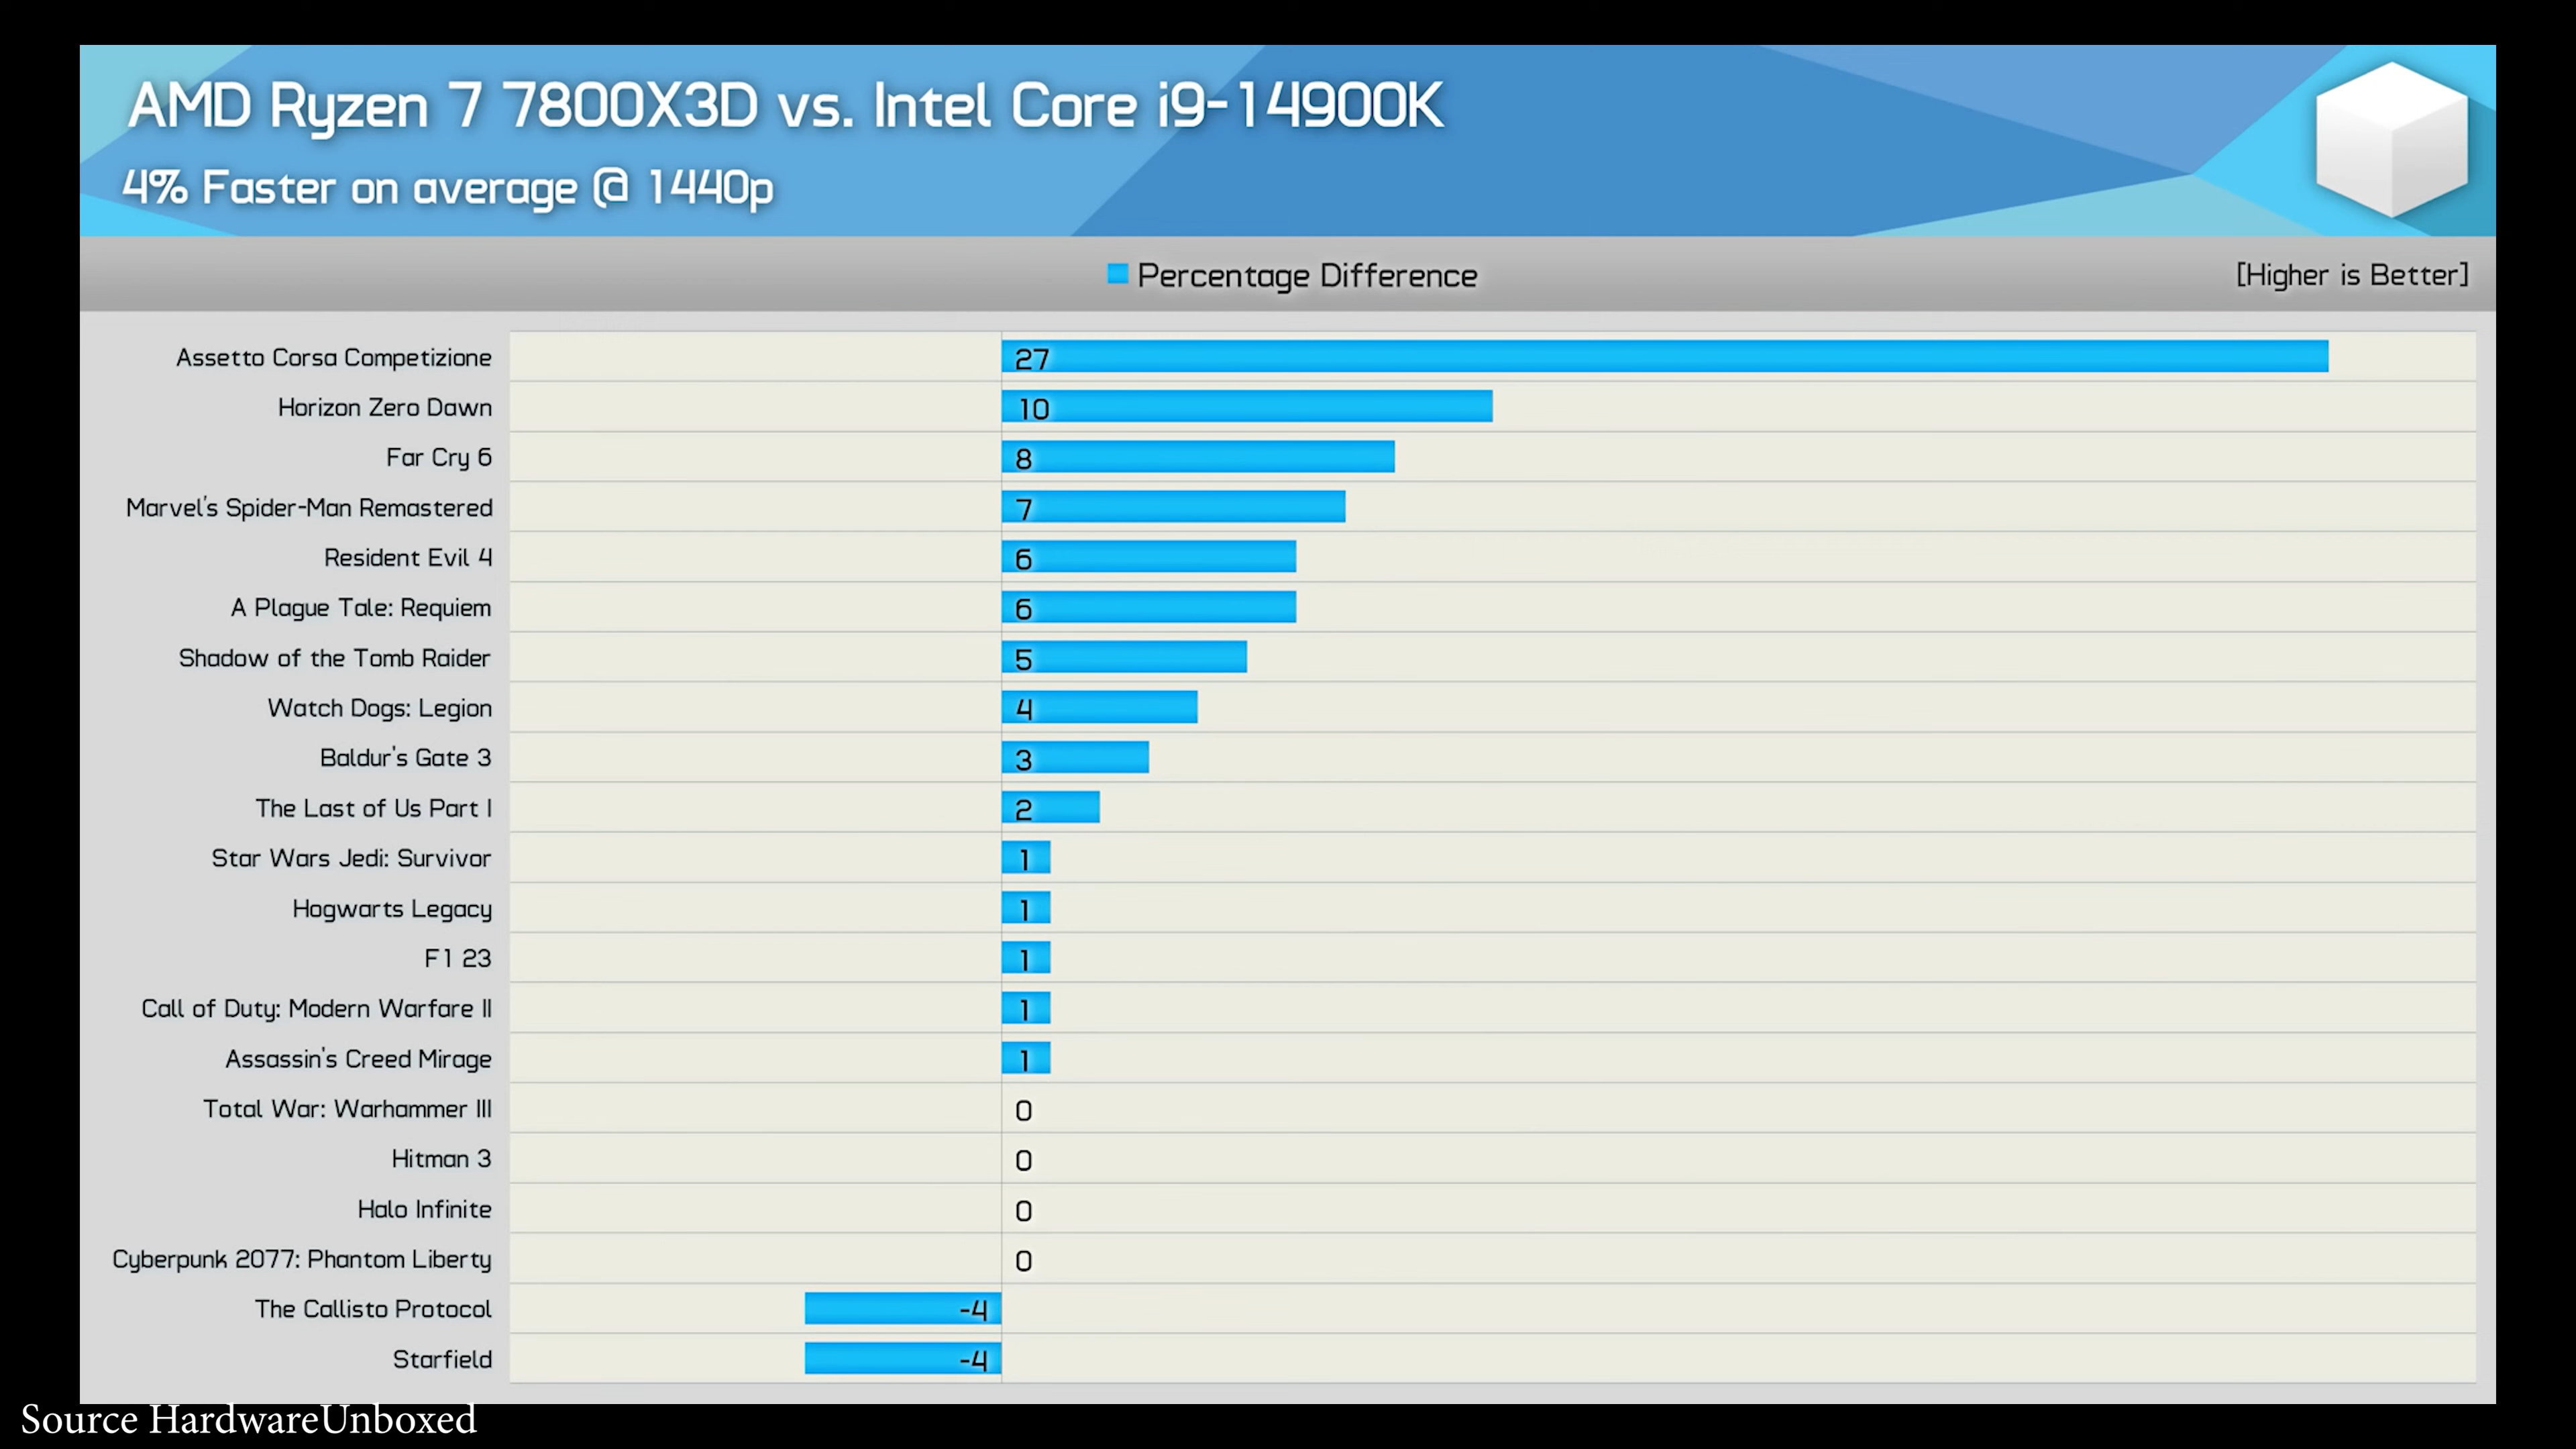 AMD Ryzen 7 7800X3D vs. Intel Core i9-14900K
4% Faster on average @ 1440p
Percentage Difference
[Higher is Better]
Assetto Corsa Competizione 27
Horizon Zero Dawn 10
Far Cry 6 8
Marvel's Spider-Man Remastered 7
Resident Evil 4 6
A Plague Tale: Requiem 6
Shadow of the Tomb Raider 5
Watch Dogs: Legion 4
Baldur's Gate 3 3
The Last of Us Part I 2
Star Wars Jedi: Survivor 1
Hogwarts Legacy 1
F1 23 1
Call of Duty: Modern Warfare II 1
Assassin's Creed Mirage 1
Total War: Warhammer III 0
Hitman 3 0
Halo Infinite 0
Cyberpunk 2077: Phantom Liberty 0
The Callisto Protocol -4
Starfield -4
Source HardwareUnboxed